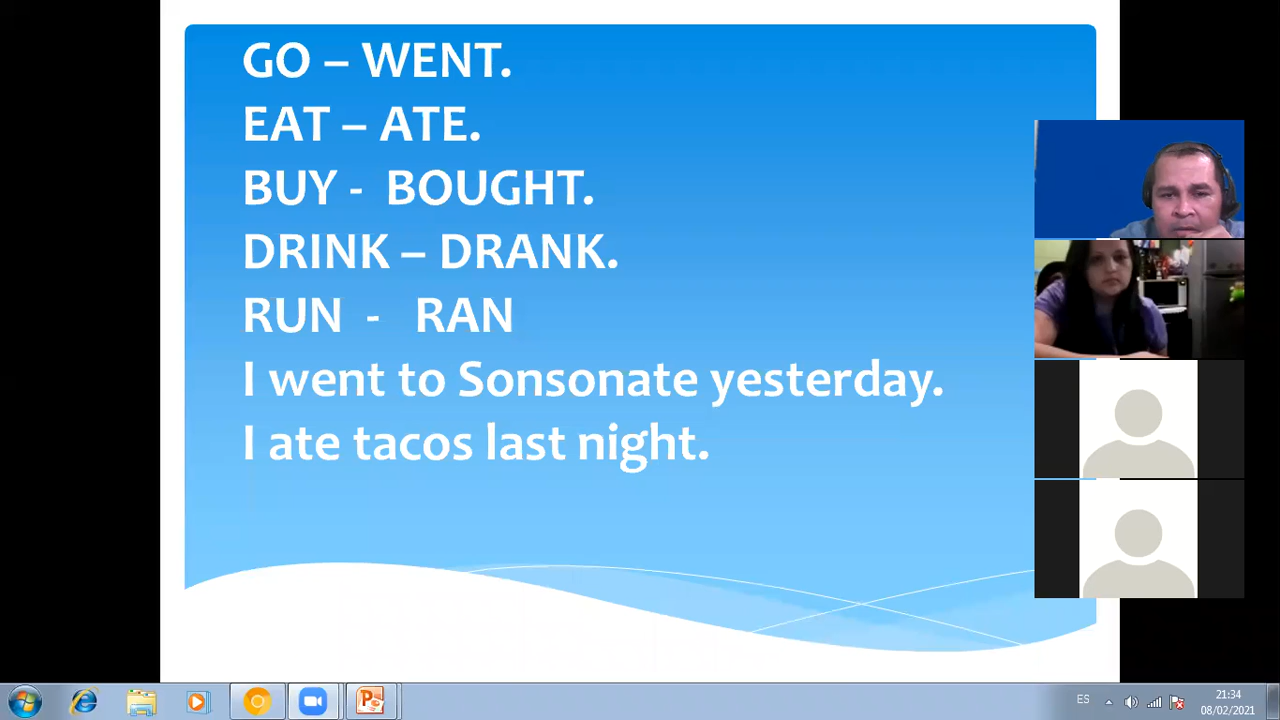 GO – WENT.
EAT – ATE.
BUY - BOUGHT.
DRINK – DRANK.
RUN - RAN
I went to Sonsonate yesterday.
I ate tacos last night.
ES
21:34
08/02/2021